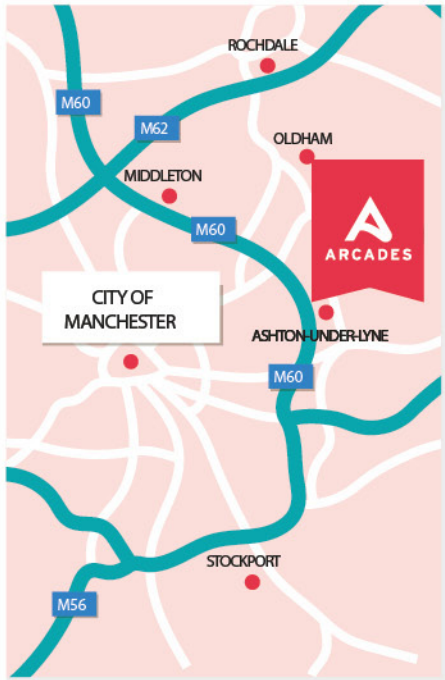 ROCHDALE
M60
M62
OLDHAM
MIDDLETON
M60
ARCADES
CITY OF
MANCHESTER
ASHTON-UNDER-LYNE
M60
STOCKPORT
M56